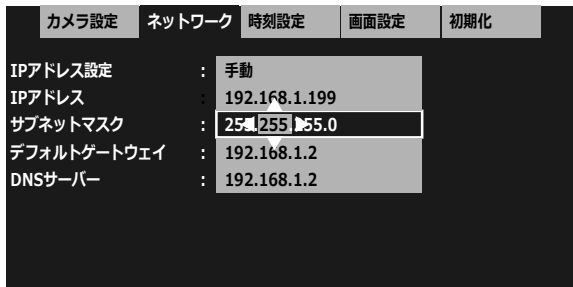 カメラ設定 ネットワーク 時刻設定 画面設定 初期化
IPアドレス設定 : 手動
IPアドレス : 192.168.1.199
サブネットマスク : 255.255.255.0
デフォルトゲートウェイ : 192.168.1.2
DNSサーバー : 192.168.1.2